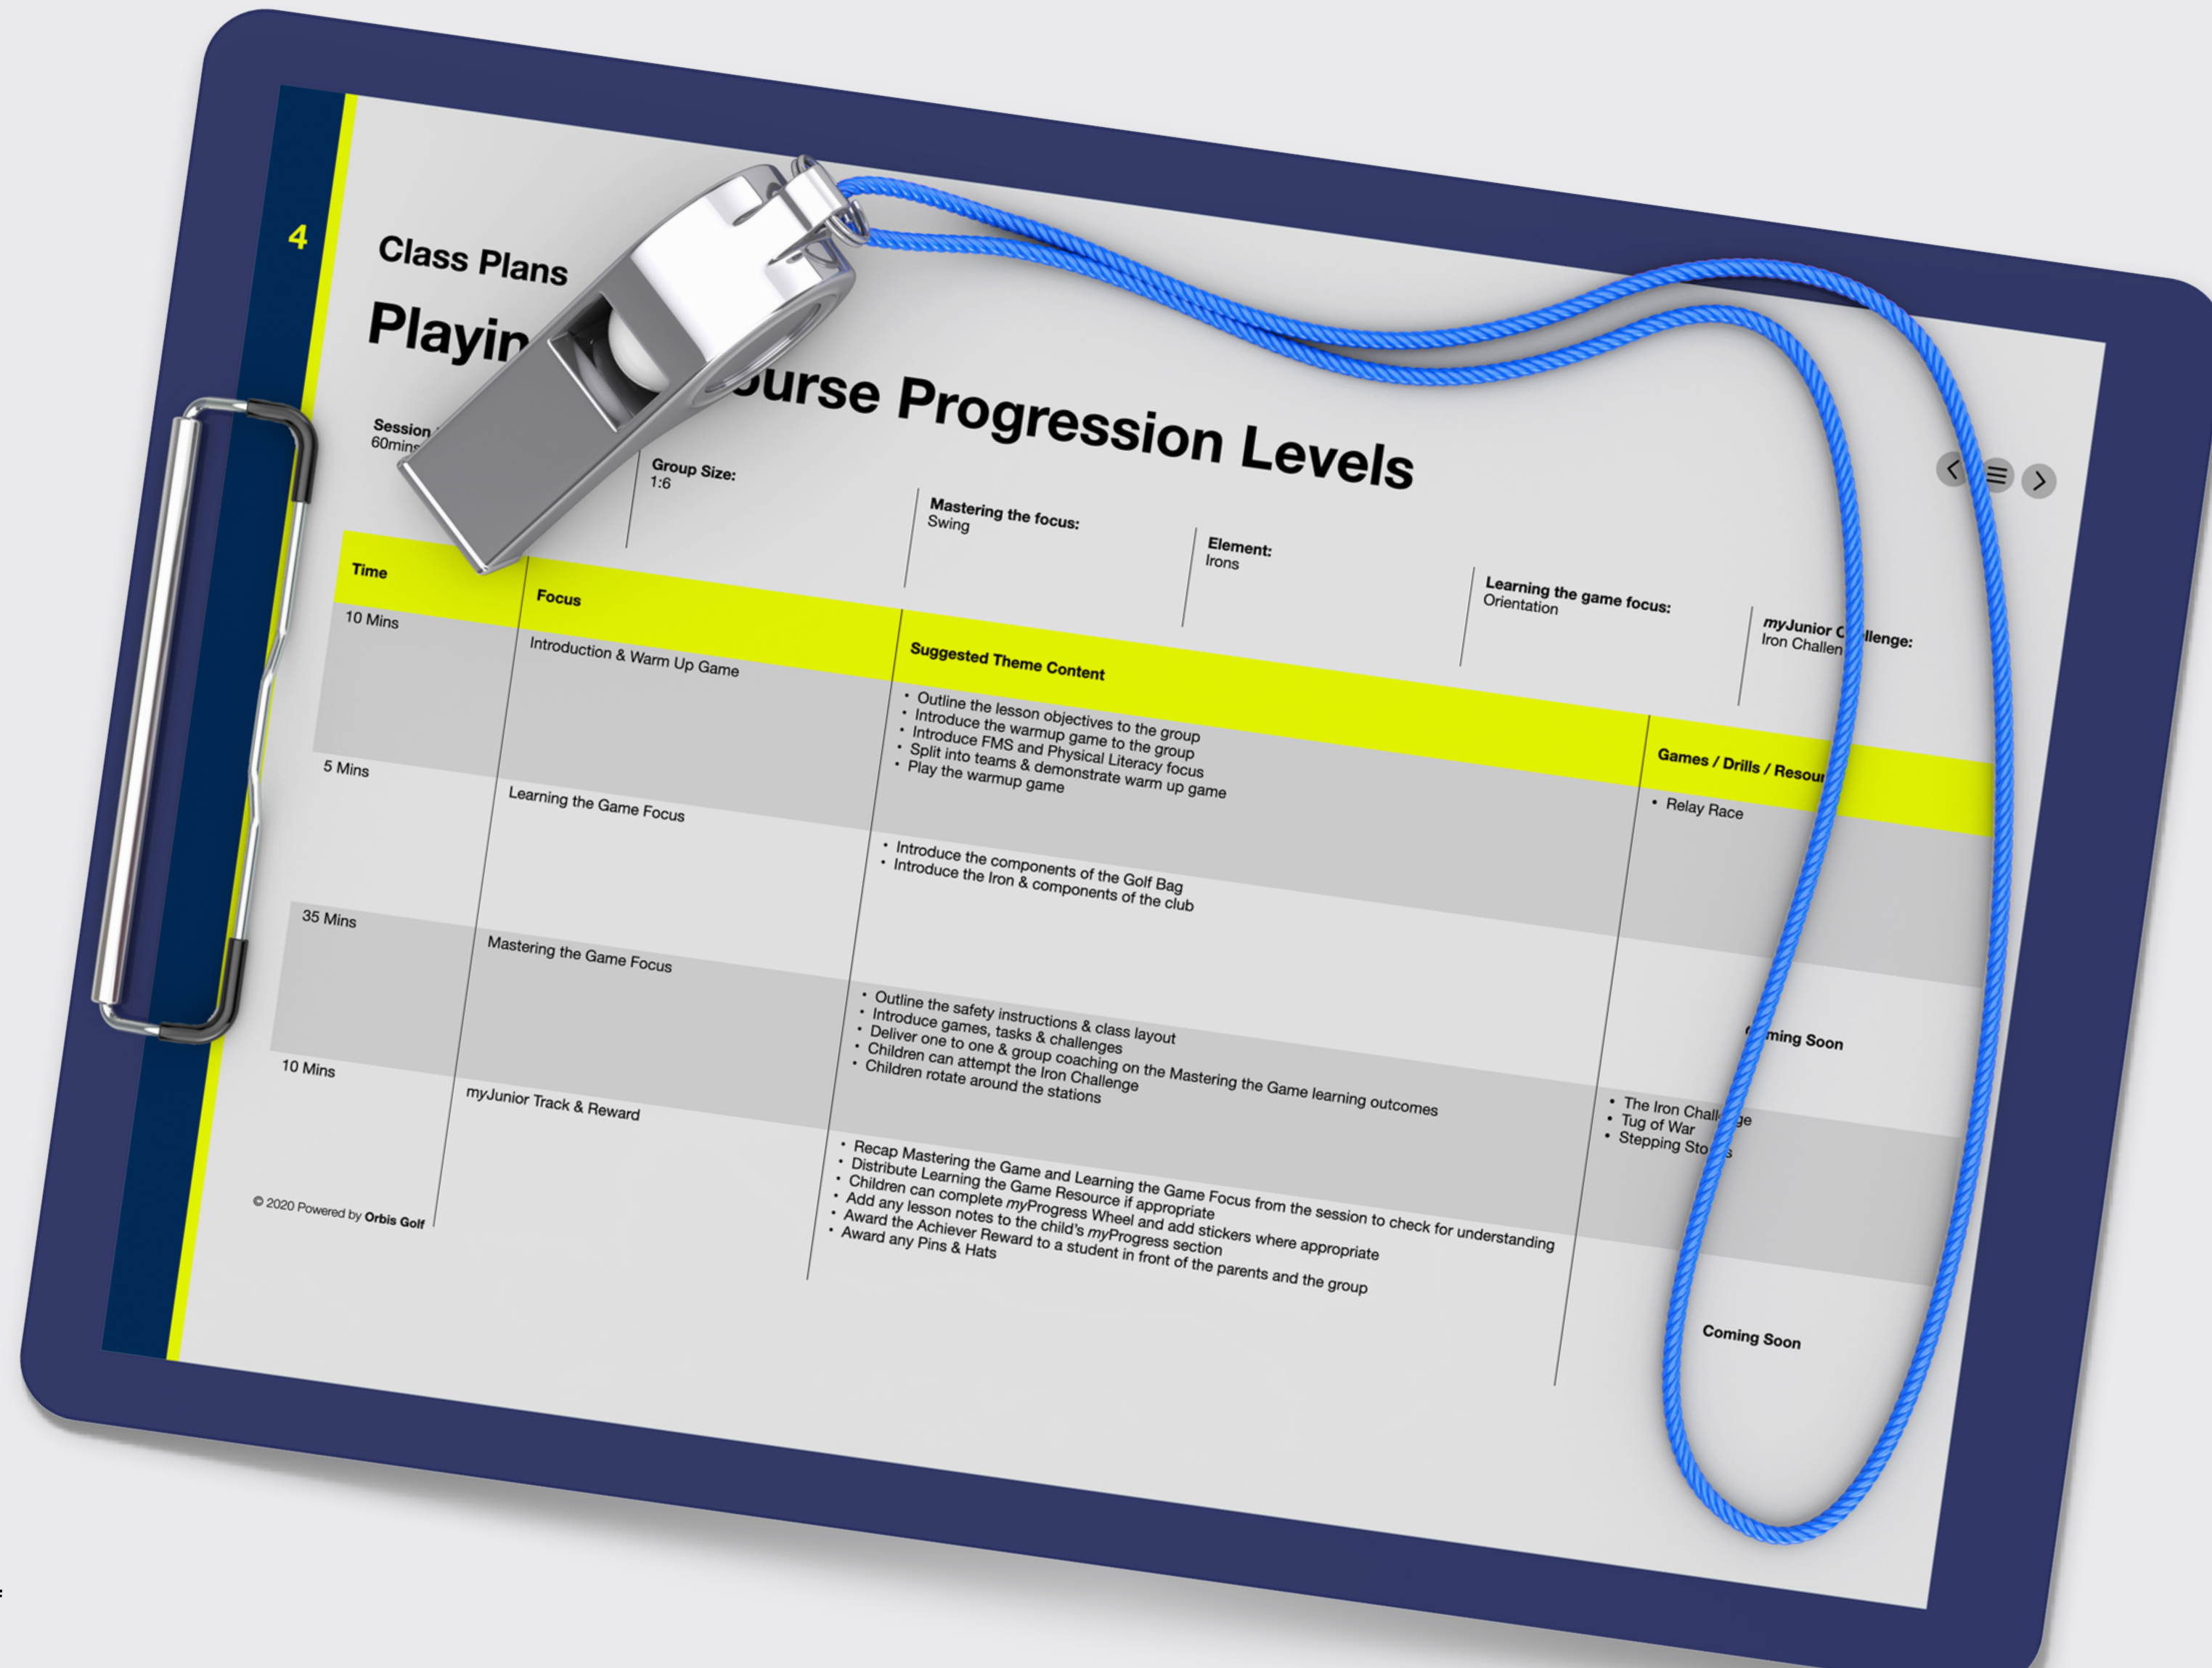 4
Class Plans
Playin ourse Progression Levels
Session
60mins
Group Size:
1:6
Mastering the focus:
Swing
Element:
Irons
Learning the game focus:
Orientation
myJunior C llenge:
Iron Challen
Time
Focus
Suggested Theme Content
Games / Drills / Resour
10 Mins
Introduction & Warm Up Game
• Outline the lesson objectives to the group
• Introduce the warmup game to the group
• Introduce FMS and Physical Literacy focus
• Split into teams & demonstrate warm up game
• Play the warmup game
• Relay Race
5 Mins
Learning the Game Focus
• Introduce the components of the Golf Bag
• Introduce the Iron & components of the club
ming Soon
35 Mins
Mastering the Game Focus
• Outline the safety instructions & class layout
• Introduce games, tasks & challenges
• Deliver one to one & group coaching on the Mastering the Game learning outcomes
• Children can attempt the Iron Challenge
• Children rotate around the stations
• The Iron Chall ge
• Tug of War
• Stepping Sto s
10 Mins
myJunior Track & Reward
• Recap Mastering the Game and Learning the Game Focus from the session to check for understanding
• Distribute Learning the Game Resource if appropriate
• Children can complete myProgress Wheel and add stickers where appropriate
• Add any lesson notes to the child's myProgress section
• Award the Achiever Reward to a student in front of the parents and the group
• Award any Pins & Hats
Coming Soon
© 2020 Powered by Orbis Golf